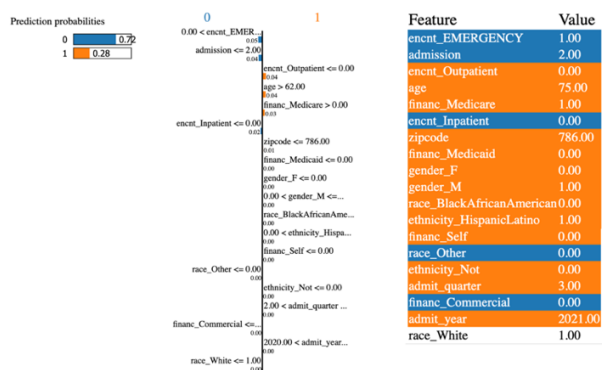 Prediction probabilities
0 0.72
1 0.28
0 1
0.00 < encnt_EMER...
0.05
admission <= 2.00
0.04
encnt_Outpatient <= 0.00
0.04
age > 62.00
0.04
financ_Medicare > 0.00
0.03
encnt_Inpatient <= 0.00
0.02
zipcode <= 786.00
0.01
financ_Medicaid <= 0.00
0.00
gender_F <= 0.00
0.00
0.00 < gender_M <=...
0.00
race_BlackAfricanAme...
0.00
0.00 < ethnicity_Hispa...
0.00
financ_Self <= 0.00
0.00
race_Other <= 0.00
0.00
ethnicity_Not <= 0.00
0.00
2.00 < admit_quarter ...
0.00
financ_Commercial <=...
0.00
2020.00 < admit_year...
0.00
race_White <= 1.00
0.00
Feature Value
encnt_EMERGENCY 1.00
admission 2.00
encnt_Outpatient 0.00
age 75.00
financ_Medicare 1.00
encnt_Inpatient 0.00
zipcode 786.00
financ_Medicaid 0.00
gender_F 0.00
gender_M 1.00
race_BlackAfricanAmerican 0.00
ethnicity_HispanicLatino 1.00
financ_Self 0.00
race_Other 0.00
ethnicity_Not 0.00
admit_quarter 3.00
financ_Commercial 0.00
admit_year 2021.00
race_White 1.00